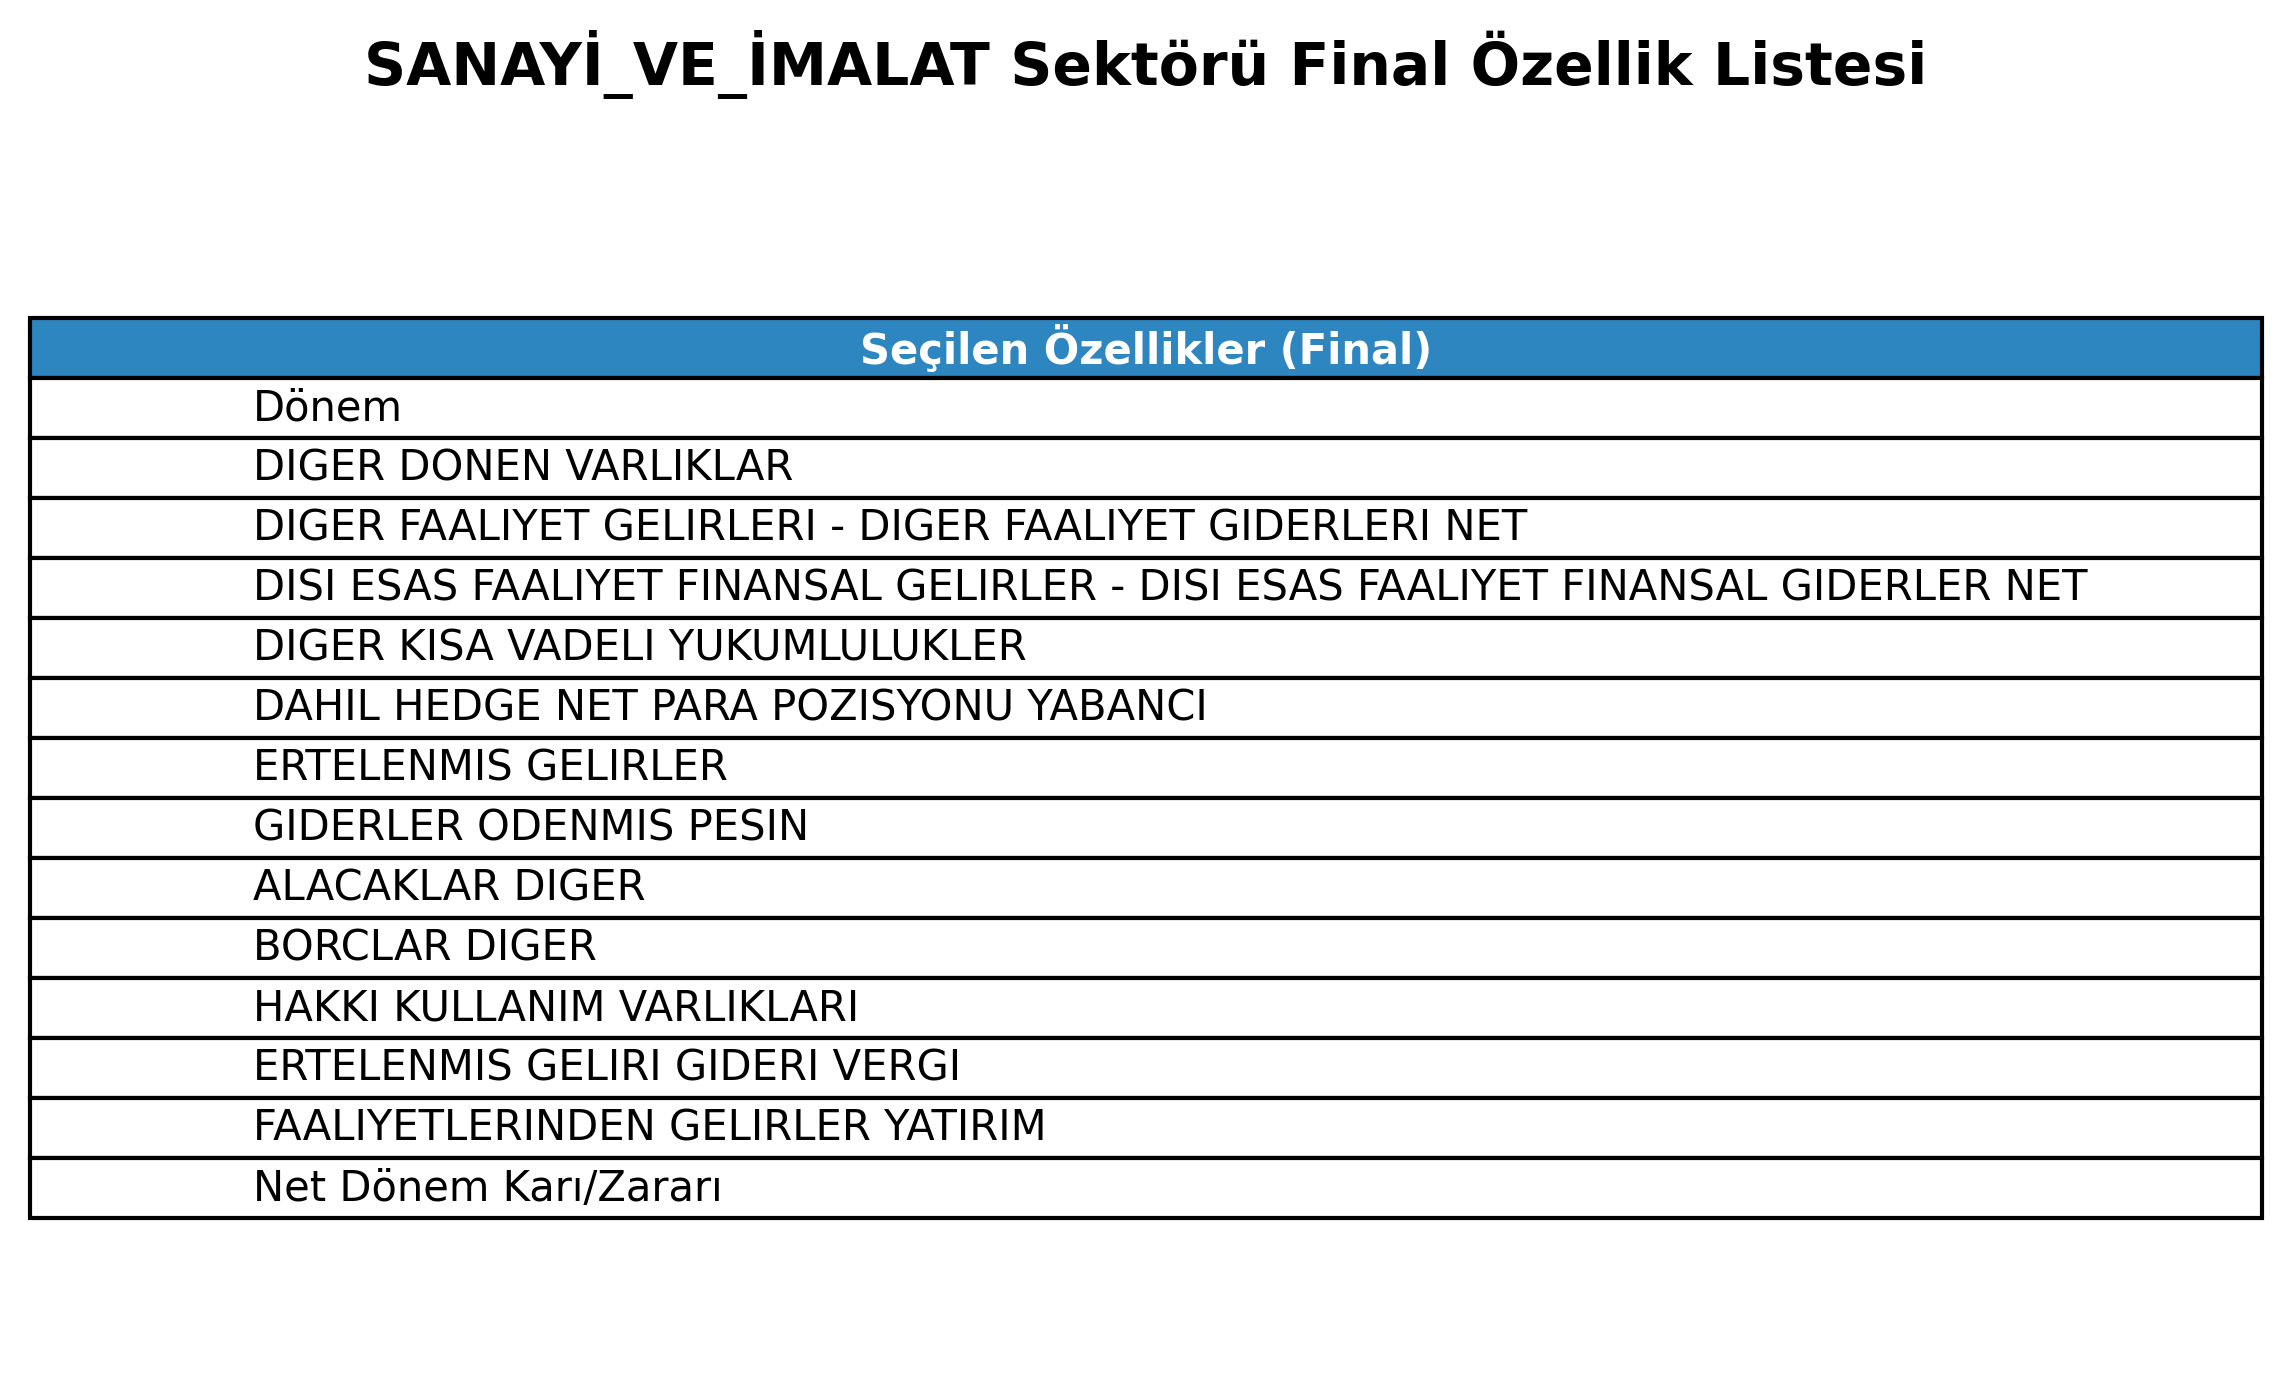 SANAYİ_VE_İMALAT Sektörü Final Özellik Listesi
Seçilen Özellikler (Final)
Dönem
DIGER DONEN VARLIKLAR
DIGER FAALIYET GELIRLERI - DIGER FAALIYET GIDERLERI NET
DISI ESAS FAALIYET FINANSAL GELIRLER - DISI ESAS FAALIYET FINANSAL GIDERLER NET
DIGER KISA VADELI YUKUMLULUKLER
DAHIL HEDGE NET PARA POZISYONU YABANCI
ERTELENMIS GELIRLER
GIDERLER ODENMIS PESIN
ALACAKLAR DIGER
BORCLAR DIGER
HAKKI KULLANIM VARLIKLARI
ERTELENMIS GELIRI GIDERI VERGI
FAALIYETLERINDEN GELIRLER YATIRIM
Net Dönem Karı/Zararı